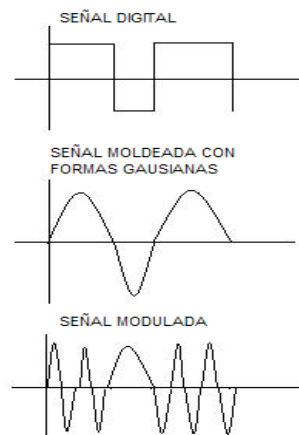 SEÑAL DIGITAL
SEÑAL MOLDEADA CON
FORMAS GAUSIANAS
SEÑAL MODULADA